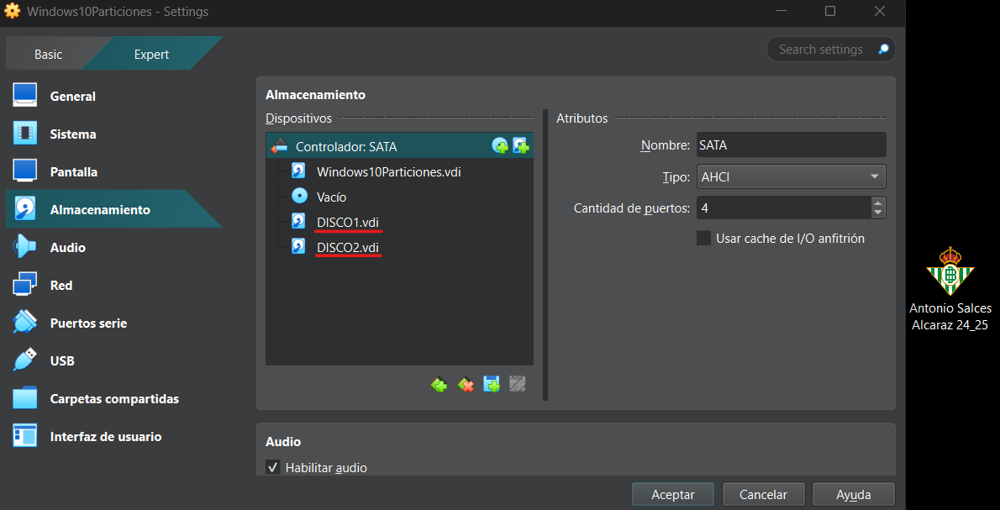 Windows10Particiones - Settings
Basic
Expert
Search settings
General
Sistema
Pantalla
Almacenamiento
Audio
Red
Puertos serie
USB
Carpetas compartidas
Interfaz de usuario
Almacenamiento
Dispositivos
Controlador: SATA
Windows10Particiones.vdi
Vacío
DISCO1.vdi
DISCO2.vdi
Atributos
Nombre: SATA
Tipo: AHCI
Cantidad de puertos: 4
Usar cache de I/O anfitrión
Audio
Habilitar audio
Aceptar
Cancelar
Ayuda
Antonio Salces
Alcaraz 24_25